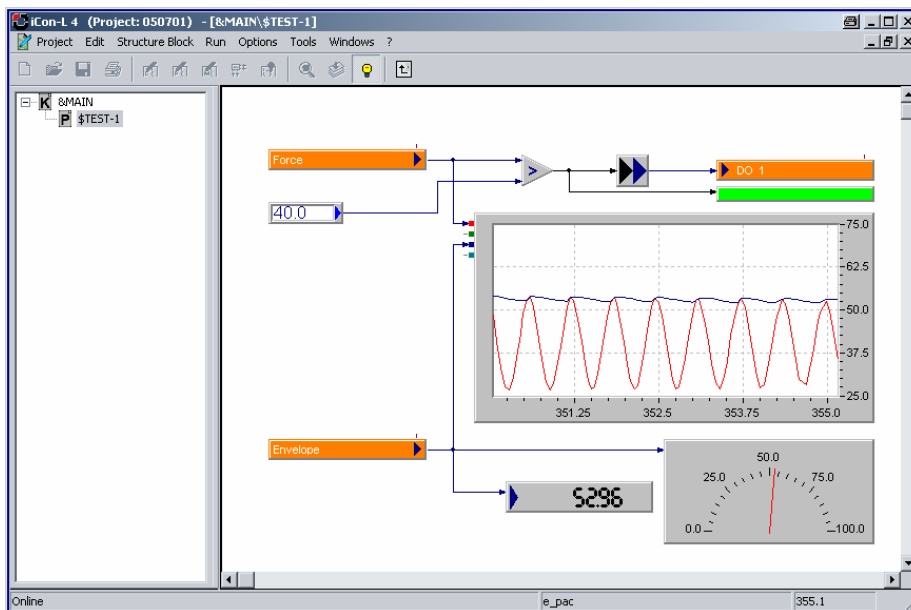 iCon-L 4 (Project: 050701) - [&MAIN\$TEST-1]
Project Edit Structure Block Run Options Tools Windows ?
K &MAIN
P $TEST-1
Force
>
DO 1
40.0
75.0
62.5
50.0
37.5
25.0
351.25 352.5 353.75 355.0
Envelope
52.96
0.0 25.0 50.0 75.0 100.0
Online e_pac 355.1